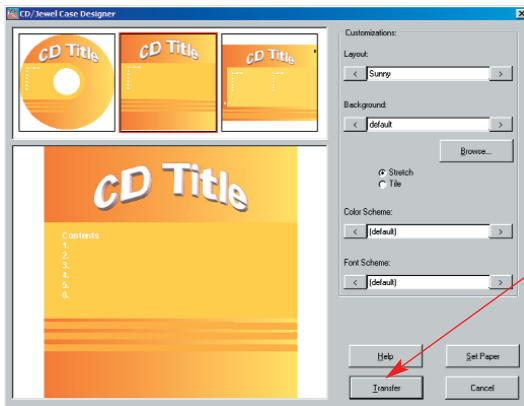 CD/Jewel Case Designer
CD Title
CD Title
CD Title
CD Title
Contents
1.
2.
3.
4.
5.
6.
Customizations:
Layout:
< Sunny >
Background:
< default >
Browse...
Stretch
Tile
Color Scheme:
< (default) >
Font Scheme:
< (default) >
Help
Set Paper
Transfer
Cancel